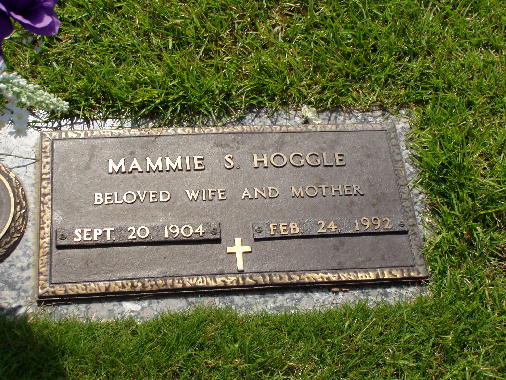 MAMMIE S. HOGGLE
BELOVED WIFE AND MOTHER
SEPT. 20 1904 FEB. 24, 1992